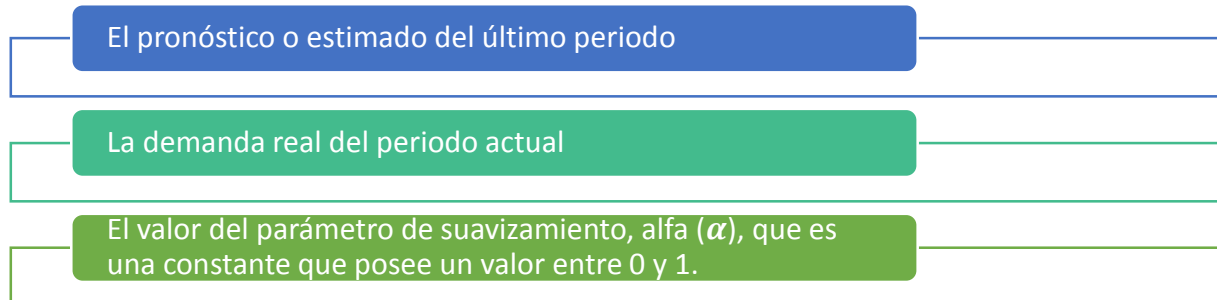 El pronóstico o estimado del último periodo
La demanda real del periodo actual
El valor del parámetro de suavizamiento, alfa (α), que es
una constante que posee un valor entre 0 y 1.